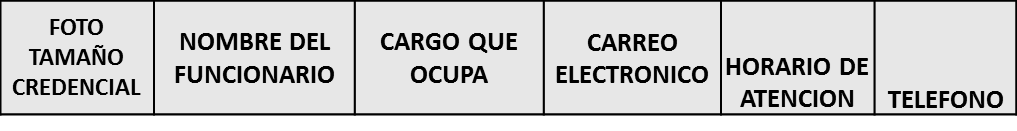 FOTO
TAMAÑO
CREDENCIAL
NOMBRE DEL
FUNCIONARIO
CARGO QUE
OCUPA
CARREO
ELECTRONICO
HORARIO DE
ATENCION
TELEFONO